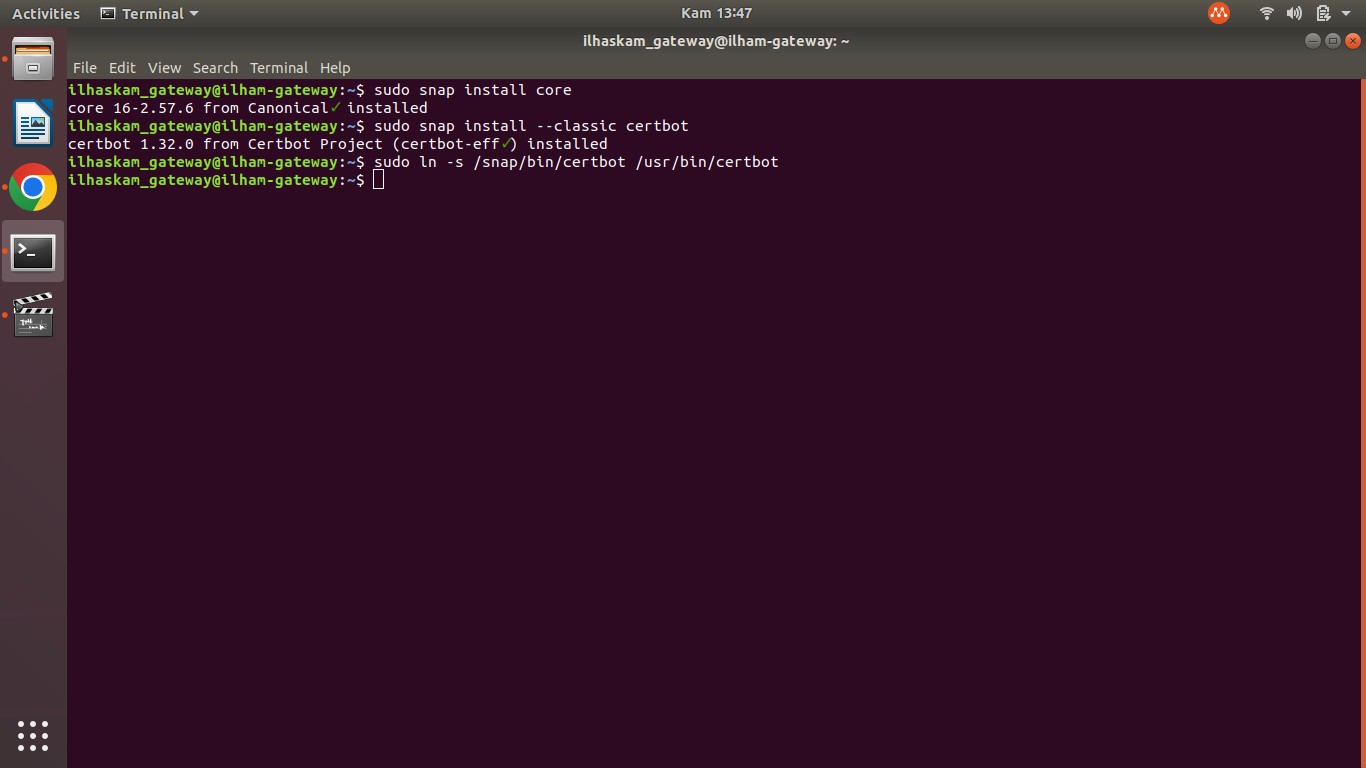 Activities Terminal Kam 13:47
ilhaskam_gateway@ilham-gateway: ~
File Edit View Search Terminal Help
ilhaskam_gateway@ilham-gateway:~$ sudo snap install core
core 16-2.57.6 from Canonical✓ installed
ilhaskam_gateway@ilham-gateway:~$ sudo snap install --classic certbot
certbot 1.32.0 from Certbot Project (certbot-eff✓) installed
ilhaskam_gateway@ilham-gateway:~$ sudo ln -s /snap/bin/certbot /usr/bin/certbot
ilhaskam_gateway@ilham-gateway:~$